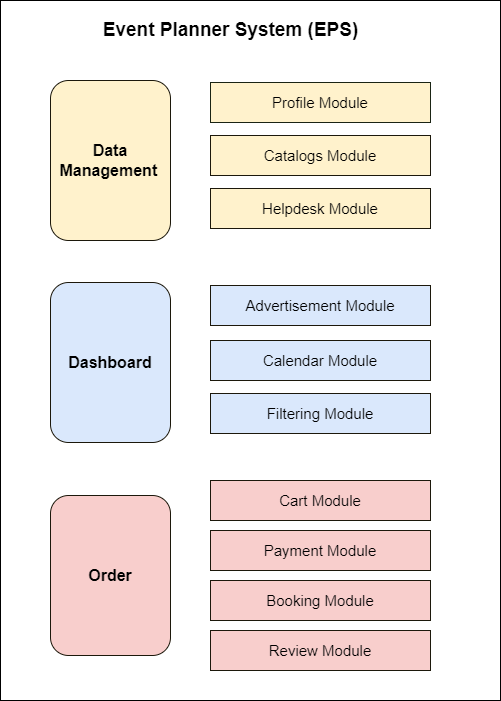 Event Planner System (EPS)
Data
Management
Profile Module
Catalogs Module
Helpdesk Module
Dashboard
Advertisement Module
Calendar Module
Filtering Module
Order
Cart Module
Payment Module
Booking Module
Review Module